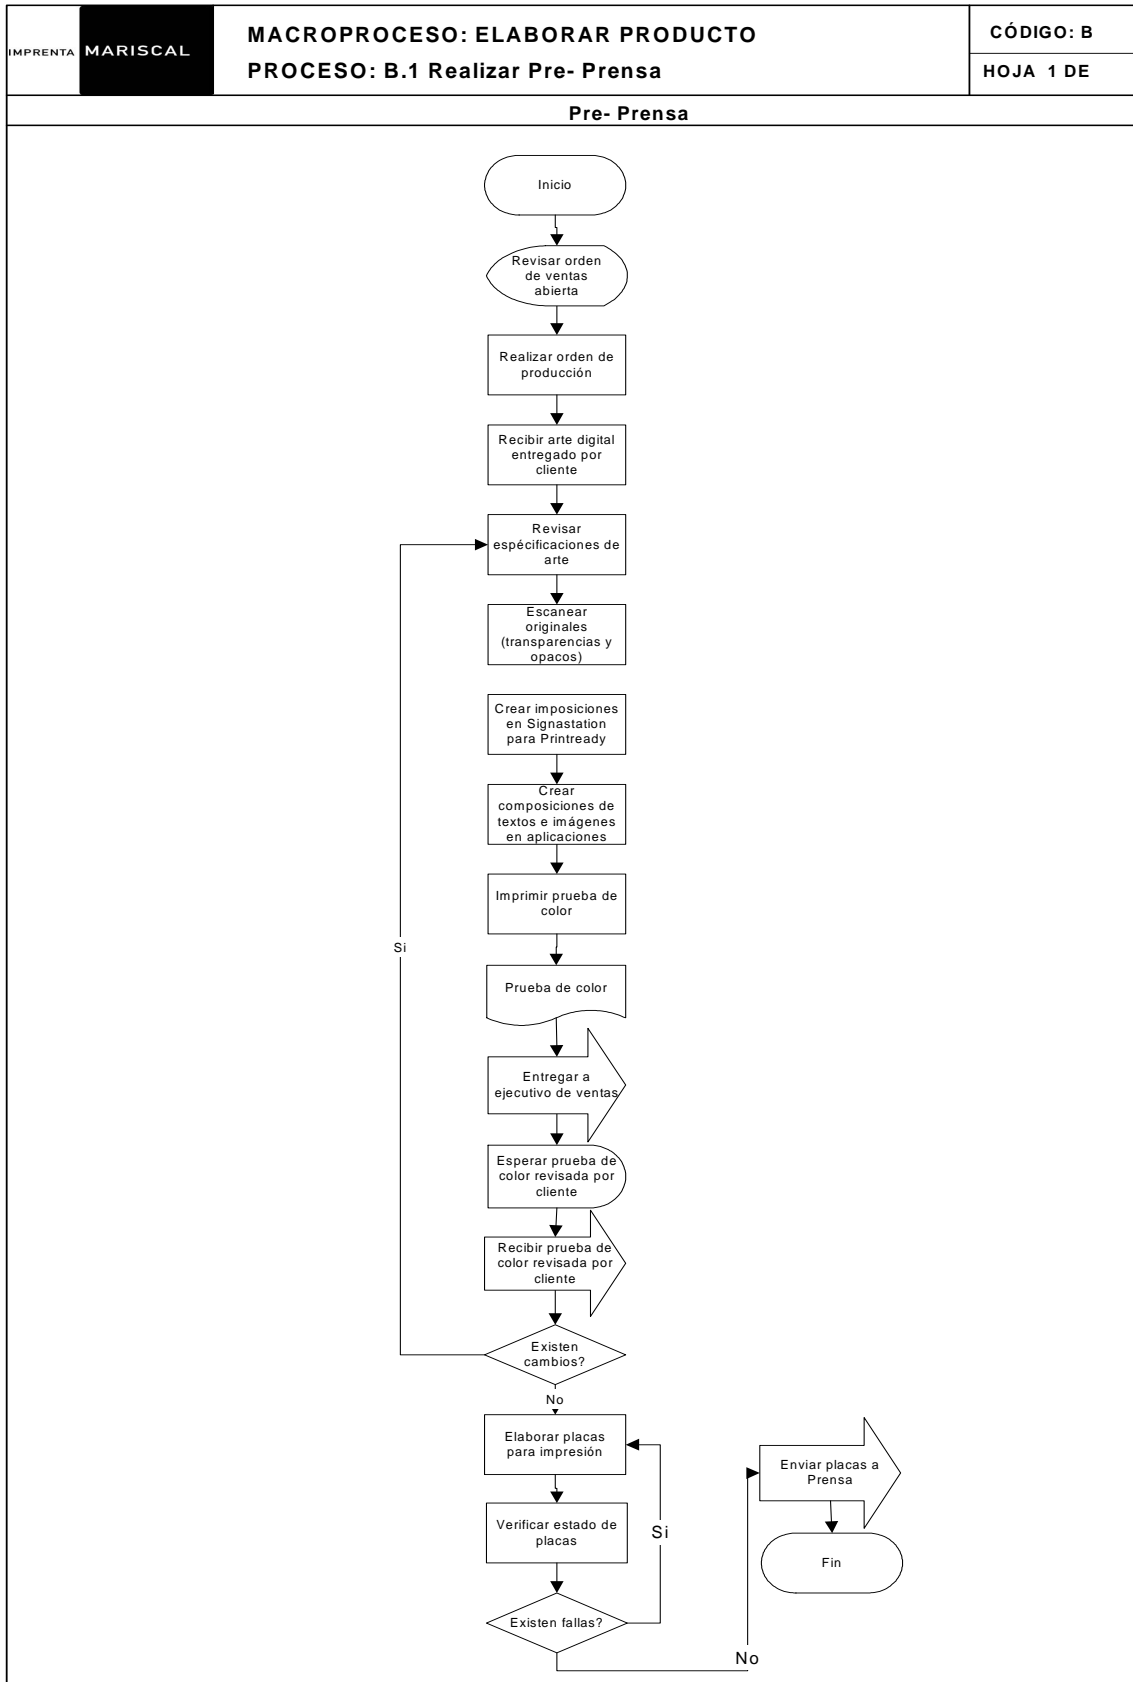 IMPRENTA MARISCAL
MACROPROCESO: ELABORAR PRODUCTO
PROCESO: B.1 Realizar Pre- Prensa
CÓDIGO: B
HOJA 1 DE
Pre- Prensa
Inicio
Revisar orden
de ventas
abierta
Realizar orden de
producción
Recibir arte digital
entregado por
cliente
Revisar
espécificaciones de
arte
Escanear
originales
(transparencias y
opacos)
Crear imposiciones
en Signastation
para Printready
Crear
composiciones de
textos e imágenes
en aplicaciones
Imprimir prueba de
color
Si
Prueba de color
Entregar a
ejecutivo de ventas
Esperar prueba de
color revisada por
cliente
Recibir prueba de
color revisada por
cliente
Existen
cambios?
No
Elaborar placas
para impresión
Enviar placas a
Prensa
Verificar estado de
placas
Si
Fin
Existen fallas?
No